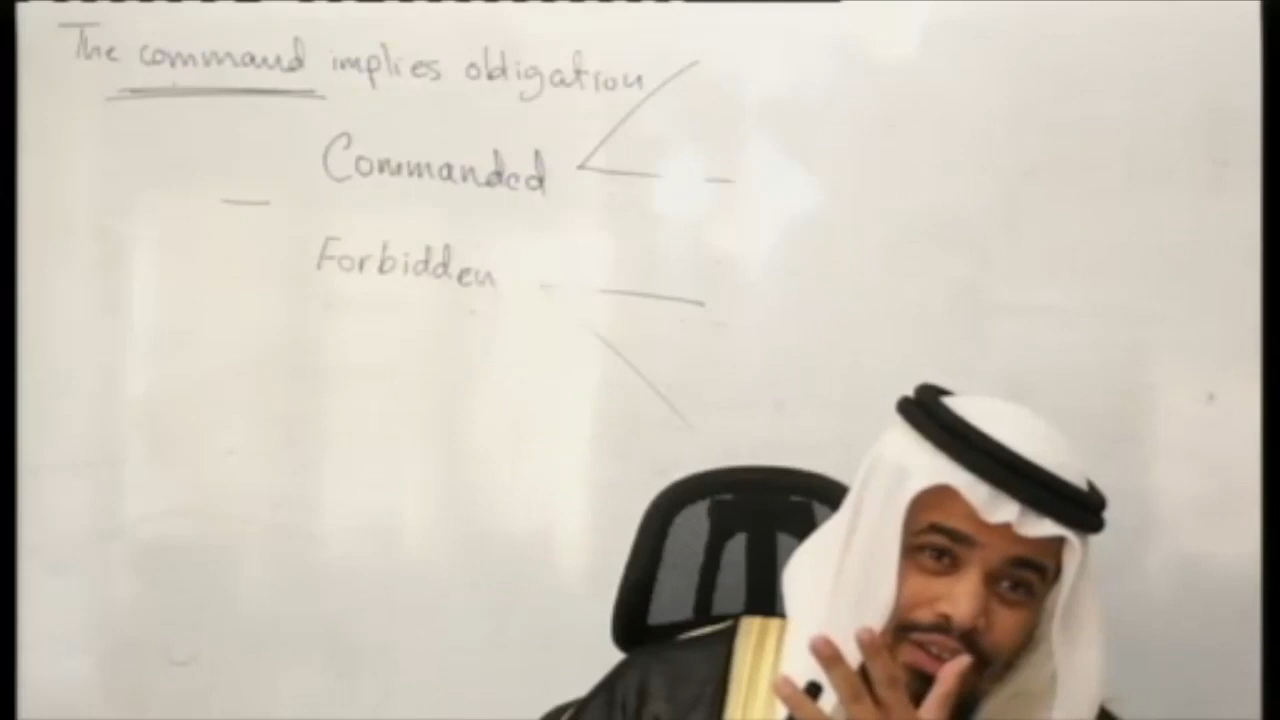 The command implies obligation
Commanded
Forbidden